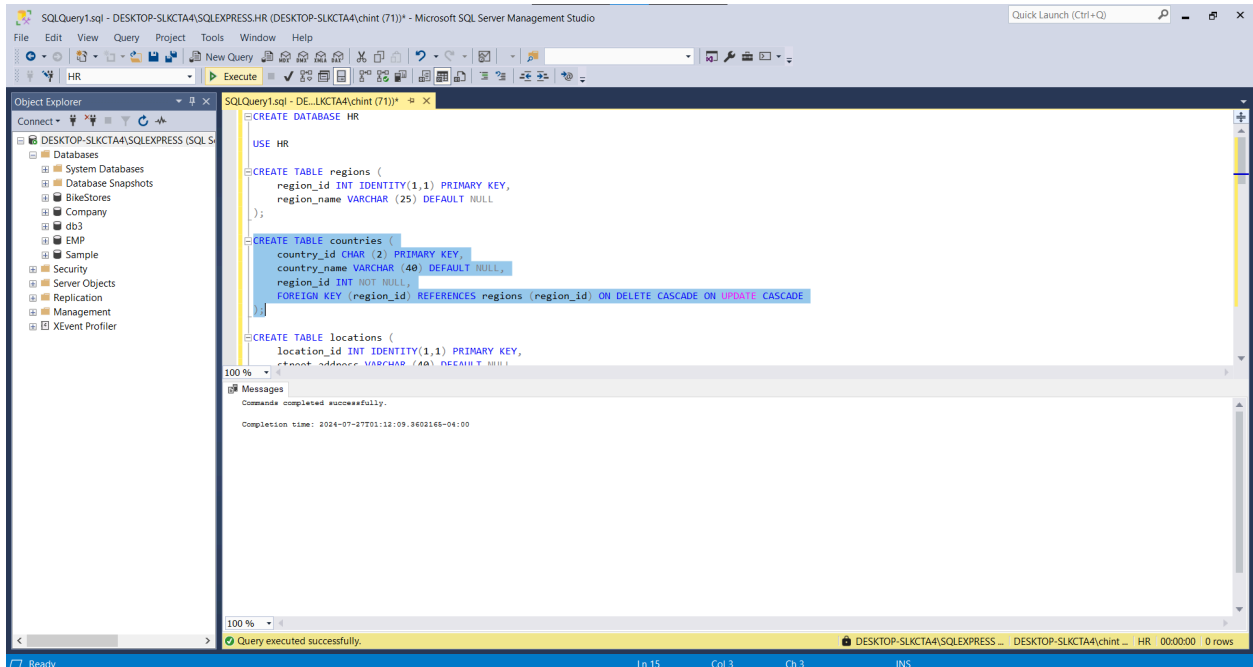 SQLQuery1.sql - DESKTOP-SLKCTA4\SQLEXPRESS.HR (DESKTOP-SLKCTA4\chint (71))* - Microsoft SQL Server Management Studio
Quick Launch (Ctrl+Q)
File Edit View Query Project Tools Window Help
New Query
HR
Execute
Object Explorer
SQLQuery1.sql - DE...LKCTA4\chint (71))*
Connect
DESKTOP-SLKCTA4\SQLEXPRESS (SQL S
Databases
System Databases
Database Snapshots
BikeStores
Company
db3
EMP
Sample
Security
Server Objects
Replication
Management
XEvent Profiler
CREATE DATABASE HR
USE HR
CREATE TABLE regions (
region_id INT IDENTITY(1,1) PRIMARY KEY,
region_name VARCHAR (25) DEFAULT NULL
);
CREATE TABLE countries (
country_id CHAR (2) PRIMARY KEY,
country_name VARCHAR (40) DEFAULT NULL,
region_id INT NOT NULL,
FOREIGN KEY (region_id) REFERENCES regions (region_id) ON DELETE CASCADE ON UPDATE CASCADE
);
CREATE TABLE locations (
location_id INT IDENTITY(1,1) PRIMARY KEY,
street_address VARCHAR (40) DEFAULT NULL
100 %
Messages
Commands completed successfully.
Completion time: 2024-07-27T01:12:09.3602165-04:00
100 %
Query executed successfully.
DESKTOP-SLKCTA4\SQLEXPRESS ... DESKTOP-SLKCTA4\chint ... HR 00:00:00 0 rows
Ready
Ln 15 Col 3 Ch 3 INS